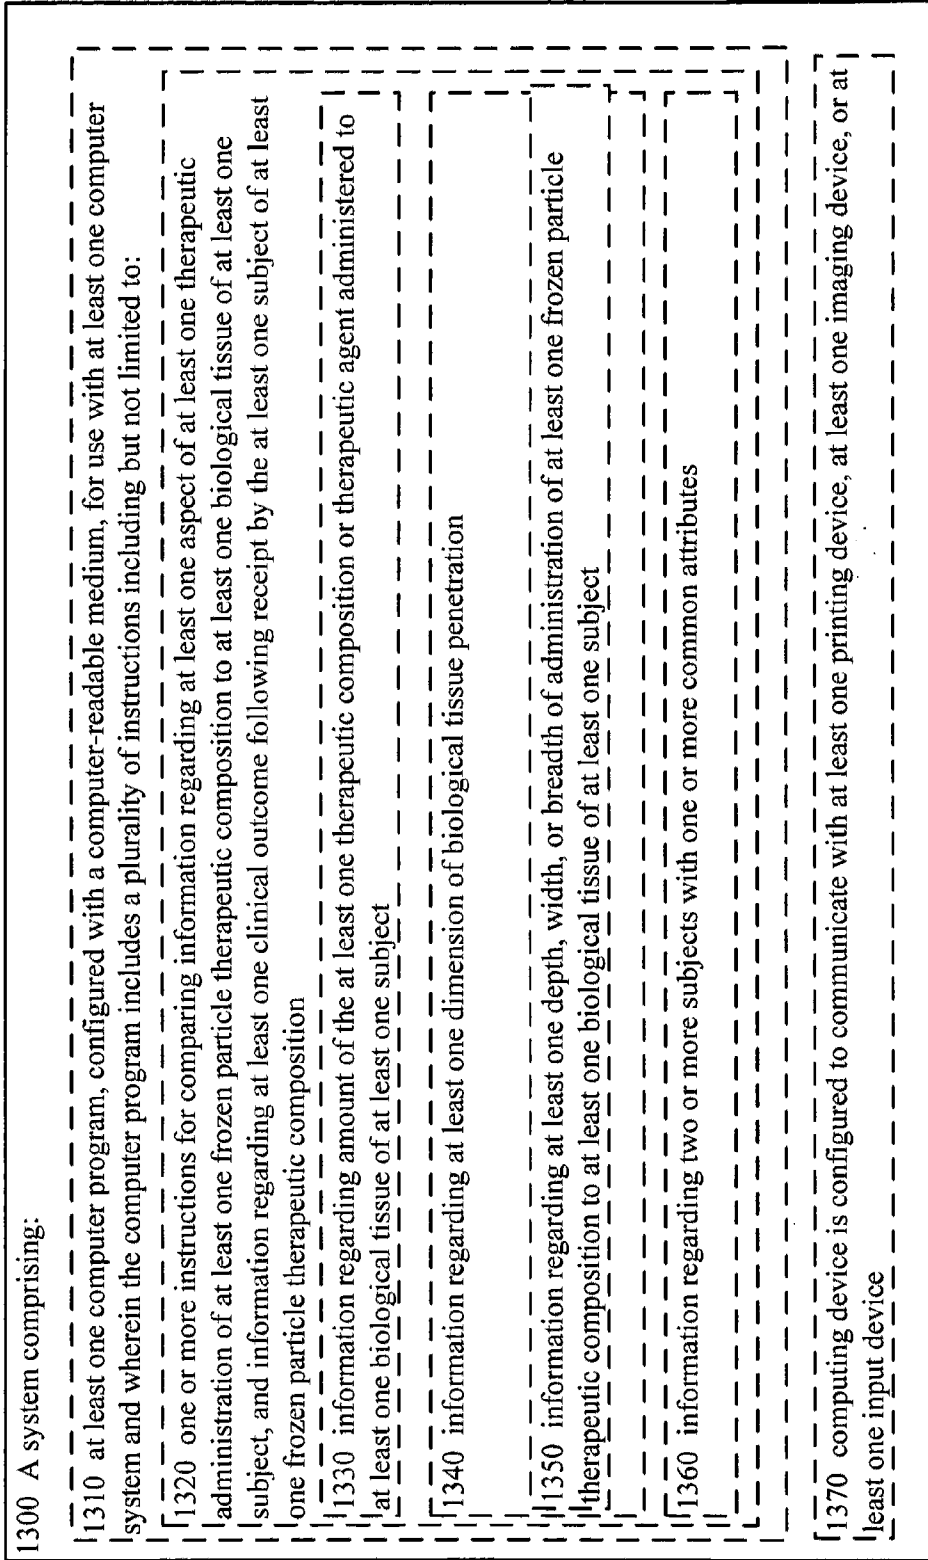 1300 A system comprising:
1310 at least one computer program, configured with a computer-readable medium, for use with at least one computer
system and wherein the computer program includes a plurality of instructions including but not limited to:
1320 one or more instructions for comparing information regarding at least one aspect of at least one therapeutic
administration of at least one frozen particle therapeutic composition to at least one biological tissue of at least one
subject, and information regarding at least one clinical outcome following receipt by the at least one subject of at least
one frozen particle therapeutic composition
1330 information regarding amount of the at least one therapeutic composition or therapeutic agent administered to
at least one biological tissue of at least one subject
1340 information regarding at least one dimension of biological tissue penetration
1350 information regarding at least one depth, width, or breadth of administration of at least one frozen particle
therapeutic composition to at least one biological tissue of at least one subject
1360 information regarding two or more subjects with one or more common attributes
1370 computing device is configured to communicate with at least one printing device, at least one imaging device, or at
least one input device